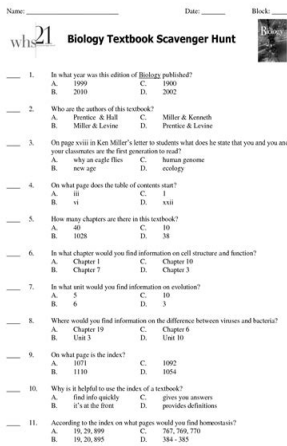 Name: Date: Block:
whs21 Biology Textbook Scavenger Hunt
Biology
1. In what year was this edition of Biology published?
A. 1999 C. 1900
B. 2010 D. 2002
2. Who are the authors of this textbook?
A. Prentice & Hall C. Miller & Kenneth
B. Miller & Levine D. Prentice & Levine
3. On page xviii in Ken Miller's letter to students what does he state that you and you and
your classmates are the first generation to read?
A. why an eagle flies C. human genome
B. new age D. ecology
4. On what page does the table of contents start?
A. iii C. 1
B. vi D. xxii
5. How many chapters are there in this textbook?
A. 40 C. 10
B. 1028 D. 38
6. In what chapter would you find information on cell structure and function?
A. Chapter 1 C. Chapter 10
B. Chapter 7 D. Chapter 3
7. In what unit would you find information on evolution?
A. 5 C. 10
B. 6 D. 3
8. Where would you find information on the difference between viruses and bacteria?
A. Chapter 19 C. Chapter 6
B. Unit 3 D. Unit 10
9. On what page is the index?
A. 1071 C. 1092
B. 1110 D. 1054
10. Why is it helpful to use the index of a textbook?
A. find info quickly C. gives you answers
B. it's at the front D. provides definitions
11. According to the index on what pages would you find homeostasis?
A. 19, 29, 899 C. 767, 769, 770
B. 19, 20, 895 D. 384 - 385